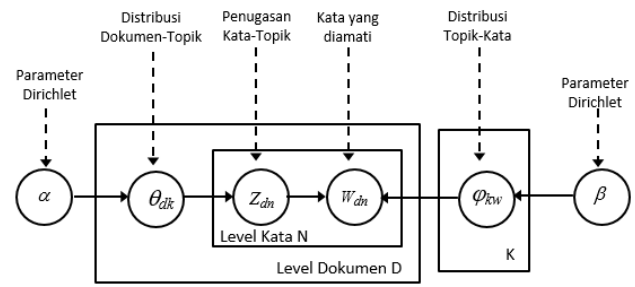 Distribusi
Dokumen-Topik
Penugasan
Kata-Topik
Kata yang
diamati
Distribusi
Topik-Kata
Parameter
Dirichlet
Parameter
Dirichlet
α
θdk
Zdn
Wdn
φkw
β
Level Kata N
K
Level Dokumen D